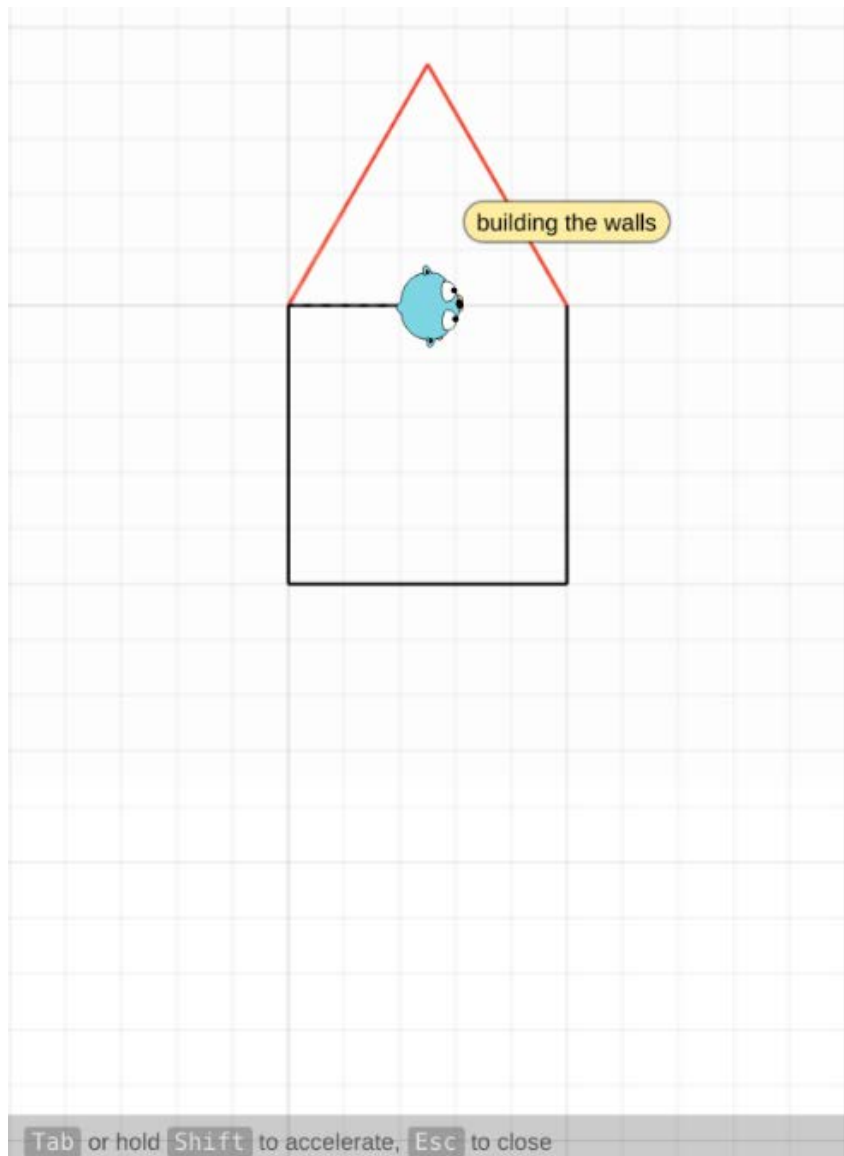 building the walls
Tab or hold Shift to accelerate, Esc to close